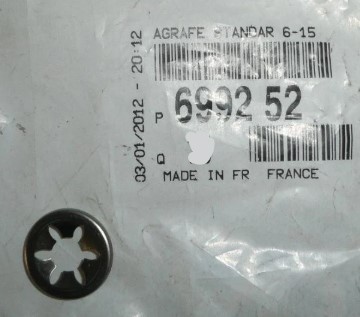 AGRAFE STANDAR 6-15
P 6992 52
Q
MADE IN FR FRANCE
03/01/2012 - 20:12